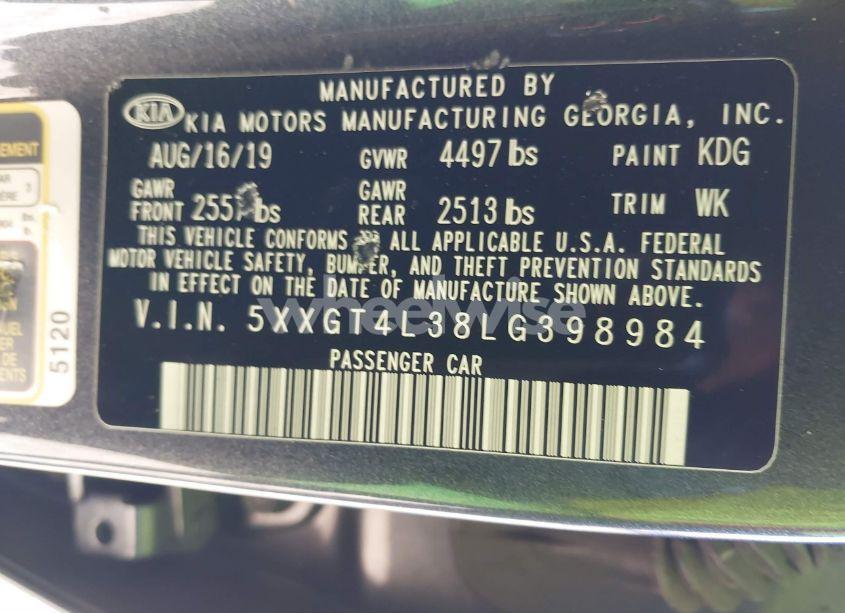 MANUFACTURED BY
KIA KIA MOTORS MANUFACTURING GEORGIA, INC.
AUG/16/19 GVWR 4497 lbs PAINT KDG
GAWR FRONT lbs GAWR REAR 2513 lbs TRIM WK
THIS VEHICLE CONFORMS ALL APPLICABLE U.S.A. FEDERAL
MOTOR VEHICLE SAFETY, BUMPER, AND THEFT PREVENTION STANDARDS
IN EFFECT ON THE DATE OF MANUFACTURE SHOWN ABOVE.
V.I.N. 5XXGT4L38LG398984
PASSENGER CAR
wheelwise
5120